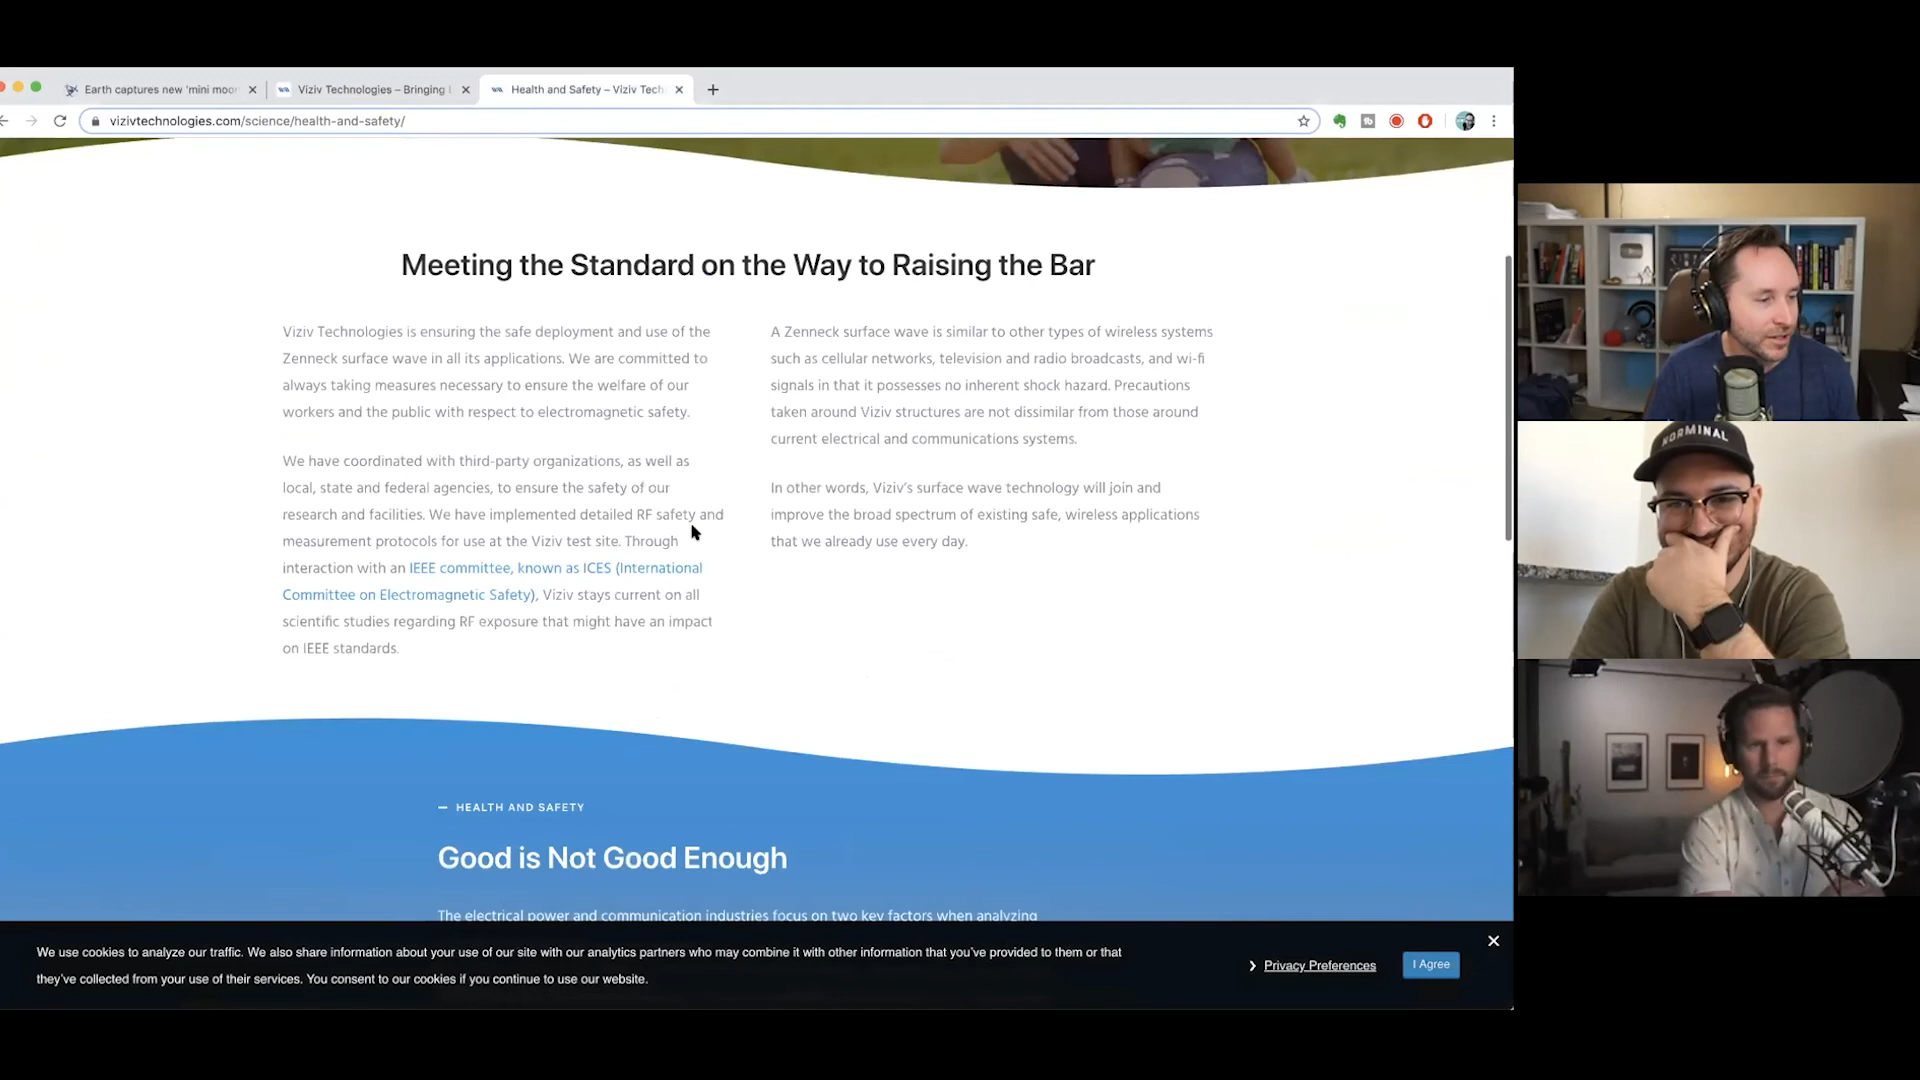 Earth captures new 'mini moo
Viziv Technologies – Bringing
Health and Safety – Viziv Tech
vizivtechnologies.com/science/health-and-safety/
Meeting the Standard on the Way to Raising the Bar
Viziv Technologies is ensuring the safe deployment and use of the
Zenneck surface wave in all its applications. We are committed to
always taking measures necessary to ensure the welfare of our
workers and the public with respect to electromagnetic safety.
We have coordinated with third-party organizations, as well as
local, state and federal agencies, to ensure the safety of our
research and facilities. We have implemented detailed RF safety and
measurement protocols for use at the Viziv test site. Through
interaction with an IEEE committee, known as ICES (International
Committee on Electromagnetic Safety), Viziv stays current on all
scientific studies regarding RF exposure that might have an impact
on IEEE standards.
A Zenneck surface wave is similar to other types of wireless systems
such as cellular networks, television and radio broadcasts, and wi-fi
signals in that it possesses no inherent shock hazard. Precautions
taken around Viziv structures are not dissimilar from those around
current electrical and communications systems.
In other words, Viziv's surface wave technology will join and
improve the broad spectrum of existing safe, wireless applications
that we already use every day.
NORMINAL
— HEALTH AND SAFETY
Good is Not Good Enough
The electrical power and communication industries focus on two key factors when analyzing
We use cookies to analyze our traffic. We also share information about your use of our site with our analytics partners who may combine it with other information that you've provided to them or that
they've collected from your use of their services. You consent to our cookies if you continue to use our website.
Privacy Preferences
I Agree